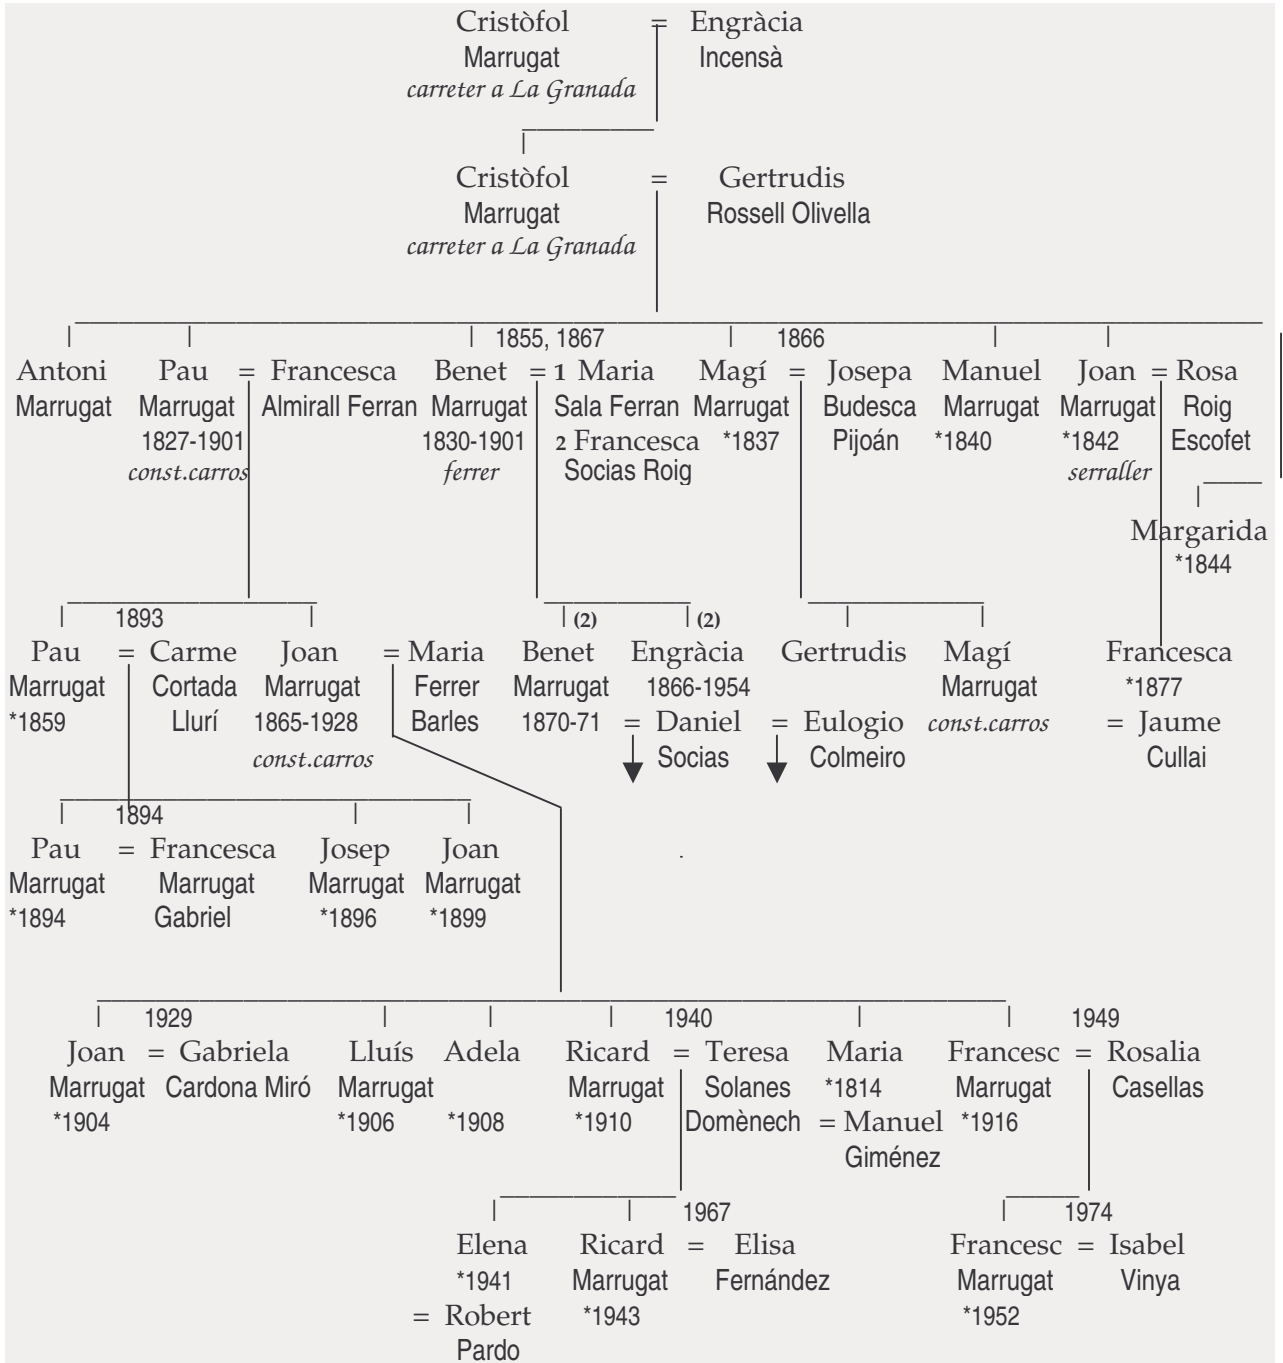 Cristòfol = Engràcia
Marrugat Incensà
carreter a La Granada
Cristòfol = Gertrudis
Marrugat Rossell Olivella
carreter a La Granada
1855, 1867 1866
Antoni Pau = Francesca Benet = 1 Maria Magí = Josepa Manuel Joan = Rosa
Marrugat Marrugat Almirall Ferran Marrugat Sala Ferran Marrugat Budesca Marrugat Marrugat Roig
1827-1901 1830-1901 2 Francesca *1837 Pijoán *1840 *1842 Escofet
const.carros ferrer Socias Roig serraller
Margarida
*1844
1893 (2) (2)
Pau = Carme Joan = Maria Benet Engràcia Gertrudis Magí Francesca
Marrugat Cortada Marrugat Ferrer Marrugat 1866-1954 Marrugat *1877
*1859 Llurí 1865-1928 Barles 1870-71 = Daniel = Eulogio const.carros = Jaume
const.carros Socias Colmeiro Cullai
1894
Pau = Francesca Josep Joan
Marrugat Marrugat Marrugat Marrugat
*1894 Gabriel *1896 *1899
1929 1940 1949
Joan = Gabriela Lluís Adela Ricard = Teresa Maria Francesc = Rosalia
Marrugat Cardona Miró Marrugat Marrugat Solanes *1814 Marrugat Casellas
*1904 *1906 *1908 *1910 Domènech = Manuel *1916
Giménez
1967 1974
Elena Ricard = Elisa Francesc = Isabel
*1941 Marrugat Fernández Marrugat Vinya
= Robert *1943 *1952
Pardo